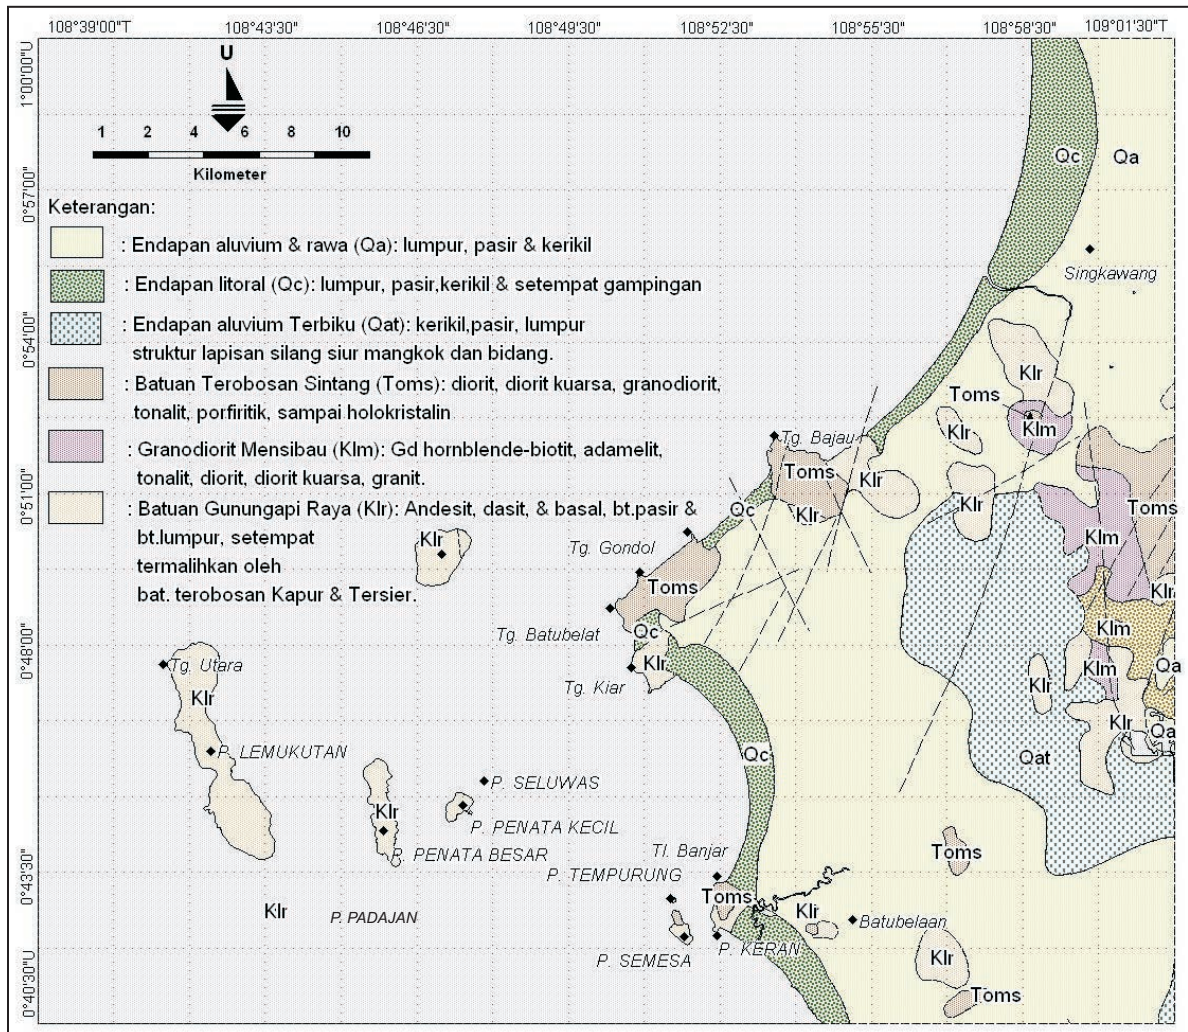 108°39'00"T 108°43'30" 108°46'30" 108°49'30" 108°52'30" 108°55'30" 108°58'30" 109°01'30"T
1°00'00"U
U
1 2 4 6 8 10
Kilometer
Qc Qa
0°57'00"
Keterangan:
: Endapan aluvium & rawa (Qa): lumpur, pasir & kerikil
: Endapan litoral (Qc): lumpur, pasir,kerikil & setempat gampingan
: Endapan aluvium Terbiku (Qat): kerikil,pasir, lumpur
struktur lapisan silang siur mangkok dan bidang.
: Batuan Terobosan Sintang (Toms): diorit, diorit kuarsa, granodiorit,
tonalit, porfiritik, sampai holokristalin
: Granodiorit Mensibau (Klm): Gd hornblende-biotit, adamelit,
tonalit, diorit, diorit kuarsa, granit.
: Batuan Gunungapi Raya (Klr): Andesit, dasit, & basal, bt.pasir &
bt.lumpur, setempat
termalihkan oleh
bat. terobosan Kapur & Tersier.
Singkawang
0°54'00"
Klr
Toms
Klr Klm
Tg. Bajau
Toms Klr Klr
0°51'00"
Qc Klr Toms
Klr Klm
Tg. Gondol
Toms Klr
Tg. Batubelat Qc Klm
0°48'00"
Tg. Utara Klr Klm Qa
Klr Tg. Kiar Klr
Klr Qa
P. LEMUKUTAN Qc Qat
P. SELUWAS
Klr P. PENATA KECIL
P. PENATA BESAR Tl. Banjar Toms
0°43'30"
P. TEMPURUNG
Toms
Klr P. PADAJAN Klr Batubelaan
P. SEMESA P. KERAN Klr
0°40'30"U
Toms